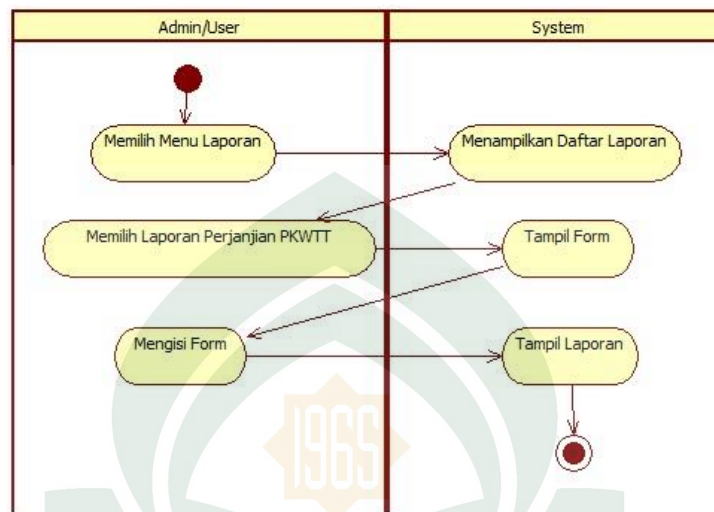 Admin/User
System
Memilih Menu Laporan
Menampilkan Daftar Laporan
Memilih Laporan Perjanjian PKWTT
Tampil Form
Mengisi Form
Tampil Laporan
1965